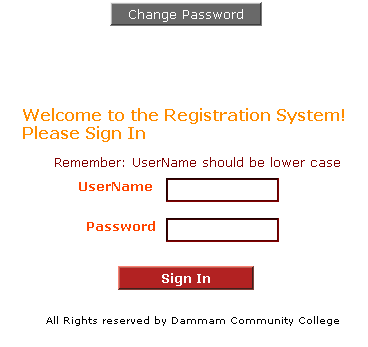 Change Password
Welcome to the Registration System!
Please Sign In
Remember: UserName should be lower case
UserName
Password
Sign In
All Rights reserved by Dammam Community College